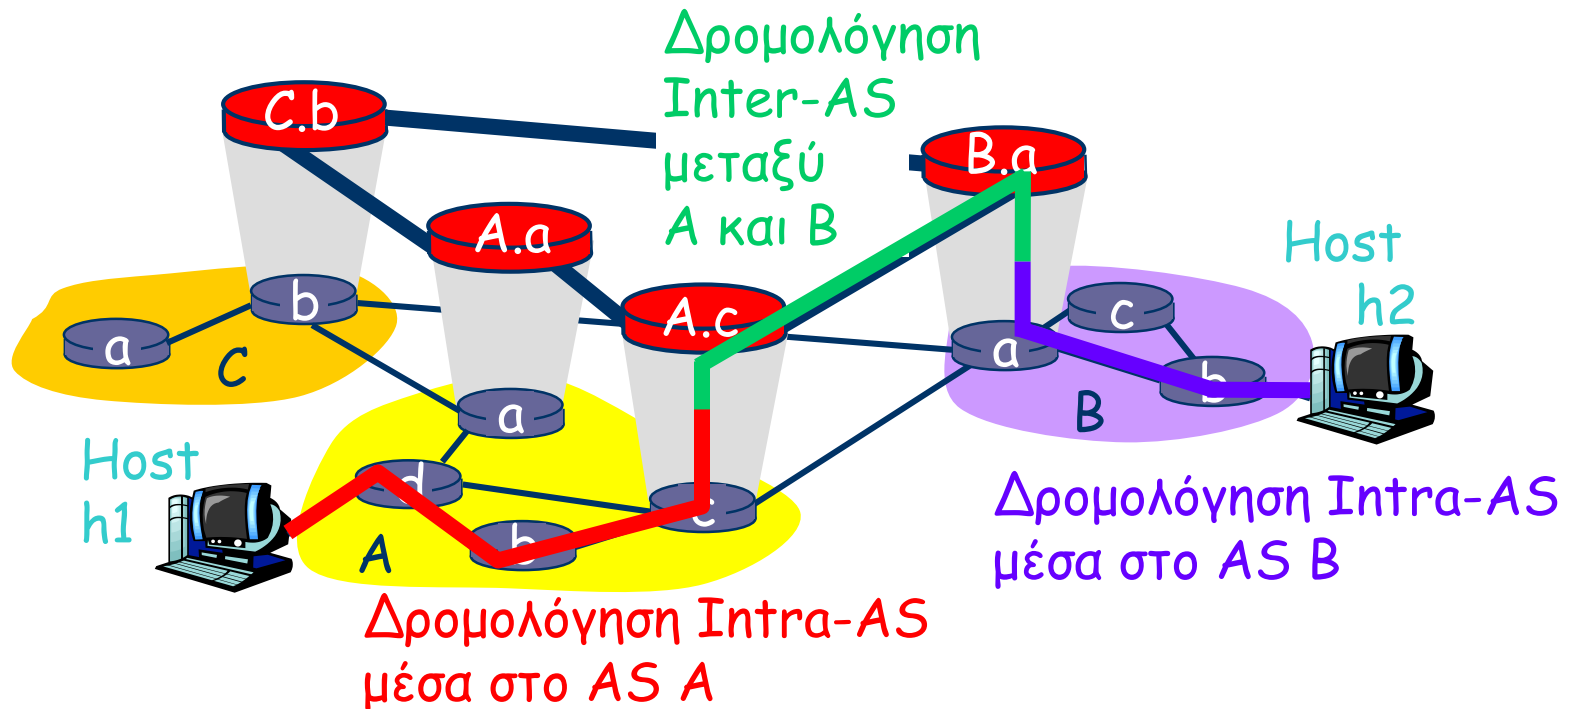 Δρομολόγηση
Inter-AS
μεταξύ
Α και Β
C.b
B.a
A.a
A.c
Host
h2
b
a
C
c
a
b
B
a
Host
h1
d
c
b
A
Δρομολόγηση Intra-AS
μέσα στο AS B
Δρομολόγηση Intra-AS
μέσα στο AS A